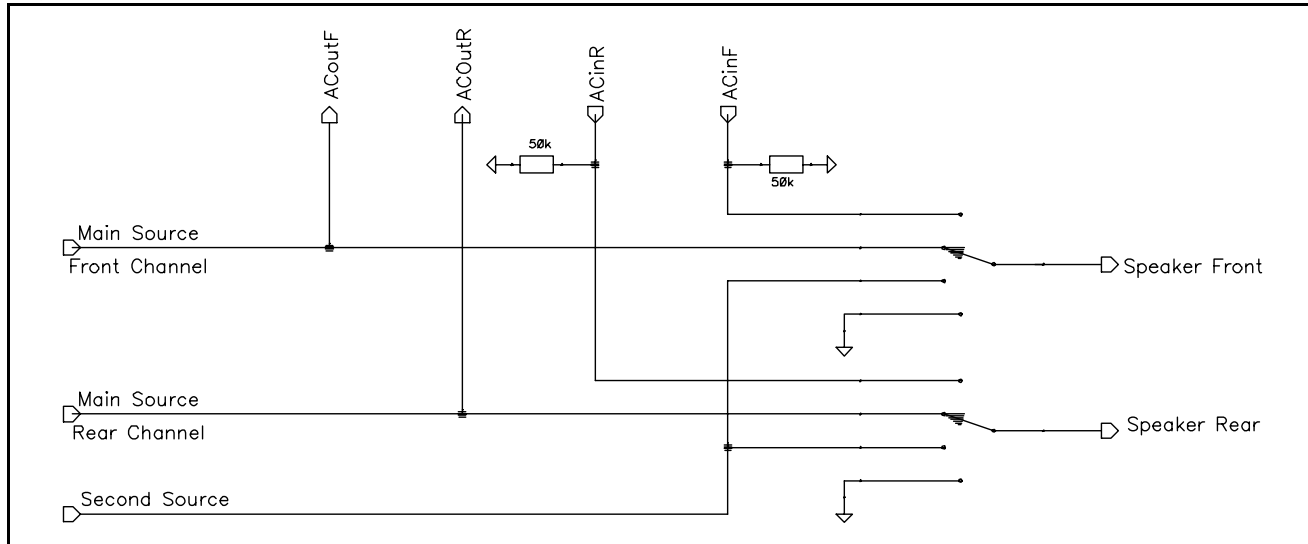 ACoutF
ACOutR
ACinR
ACinF
50k
50k
Main Source
Front Channel
Speaker Front
Main Source
Rear Channel
Speaker Rear
Second Source